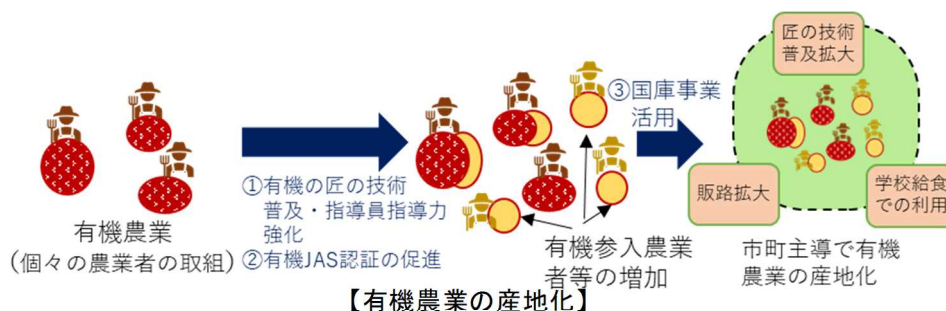 有機農業
(個々の農業者の取組)
①有機の匠の技術
普及・指導員指導力
強化
②有機JAS認証の促進
有機参入農業
者等の増加
③国庫事業
活用
匠の技術
普及拡大
販路拡大
学校給食
での利用
市町主導で有機
農業の産地化
【有機農業の産地化】